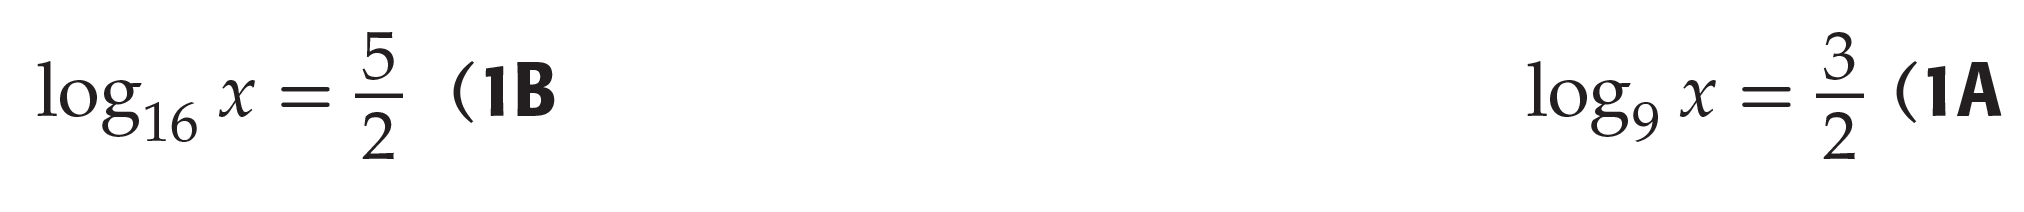 log₉ x = 3/2 (1A
log₁₆ x = 5/2 (1B